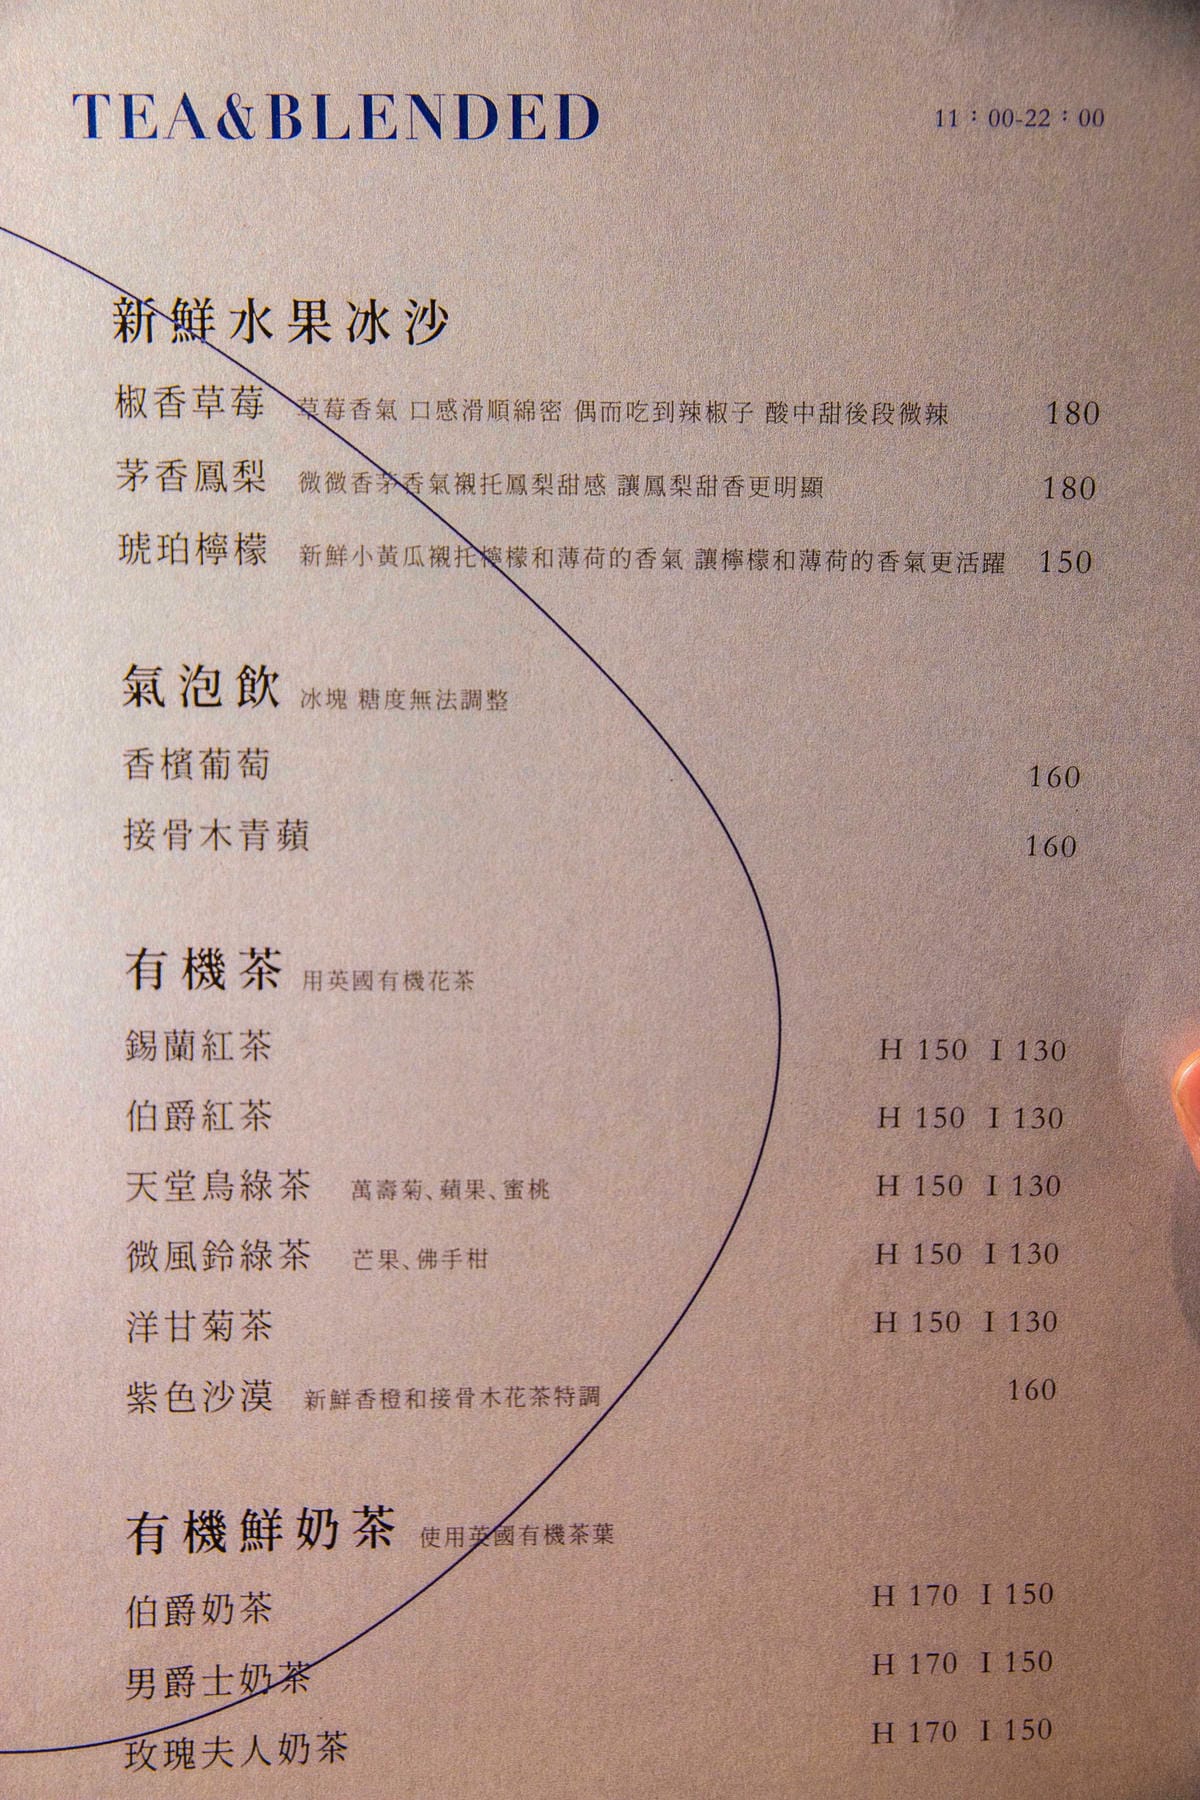 TEA&BLENDED 11：00-22：00
新鮮水果冰沙
椒香草莓 草莓香氣 口感滑順綿密 偶而吃到辣椒子 酸中甜後段微辣 180
茅香鳳梨 微微香茅香氣襯托鳳梨甜感 讓鳳梨甜香更明顯 180
琥珀檸檬 新鮮小黃瓜襯托檸檬和薄荷的香氣 讓檸檬和薄荷的香氣更活躍 150
氣泡飲 冰塊 糖度無法調整
香檳葡萄 160
接骨木青蘋 160
有機茶 用英國有機花茶
錫蘭紅茶 H 150 I 130
伯爵紅茶 H 150 I 130
天堂鳥綠茶 萬壽菊、蘋果、蜜桃 H 150 I 130
微風鈴綠茶 芒果、佛手柑 H 150 I 130
洋甘菊茶 H 150 I 130
紫色沙漠 新鮮香橙和接骨木花茶特調 160
有機鮮奶茶 使用英國有機茶葉
伯爵奶茶 H 170 I 150
男爵士奶茶 H 170 I 150
玫瑰夫人奶茶 H 170 I 150